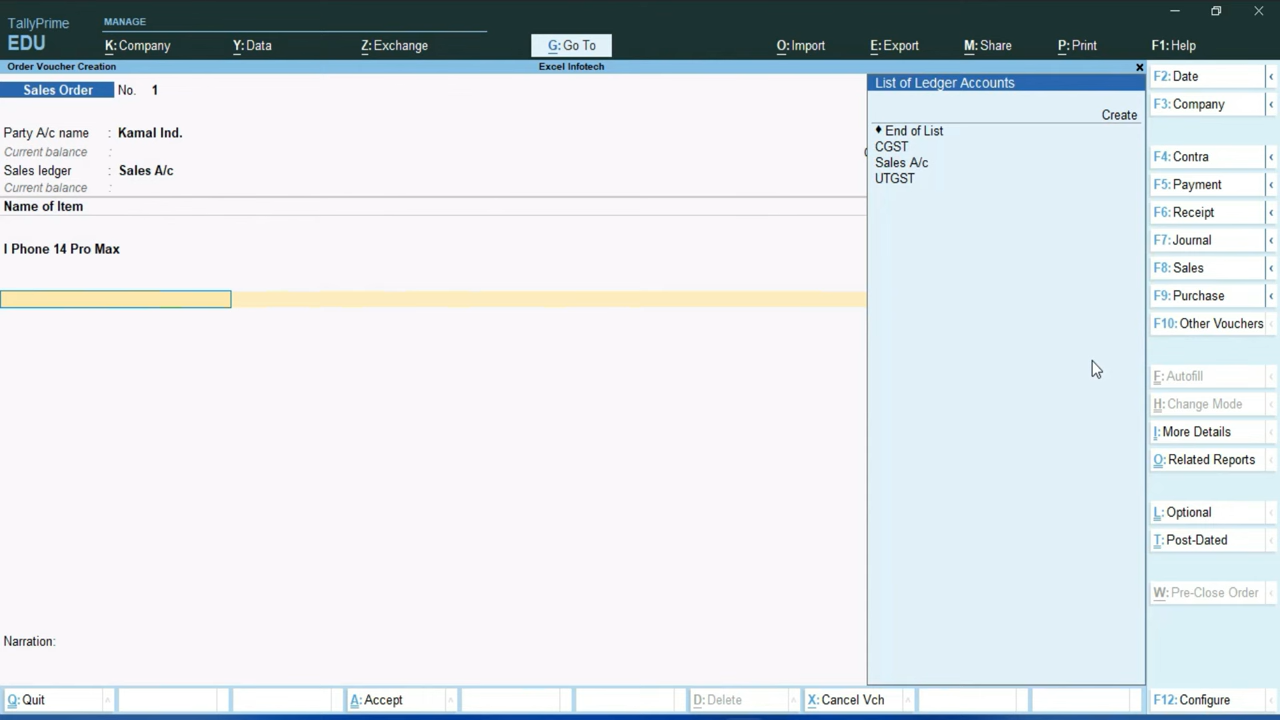 TallyPrime
EDU
MANAGE
K: Company
Y: Data
Z: Exchange
G: Go To
O: Import
E: Export
M: Share
P: Print
F1: Help
Order Voucher Creation
Excel Infotech
Sales Order
No. 1
Party A/c name : Kamal Ind.
Current balance :
Sales ledger : Sales A/c
Current balance :
Name of Item
I Phone 14 Pro Max
Narration:
List of Ledger Accounts
Create
♦ End of List
CGST
Sales A/c
UTGST
F2: Date
F3: Company
F4: Contra
F5: Payment
F6: Receipt
F7: Journal
F8: Sales
F9: Purchase
F10: Other Vouchers
F: Autofill
H: Change Mode
I: More Details
O: Related Reports
L: Optional
T: Post-Dated
W: Pre-Close Order
Q: Quit
A: Accept
D: Delete
X: Cancel Vch
F12: Configure